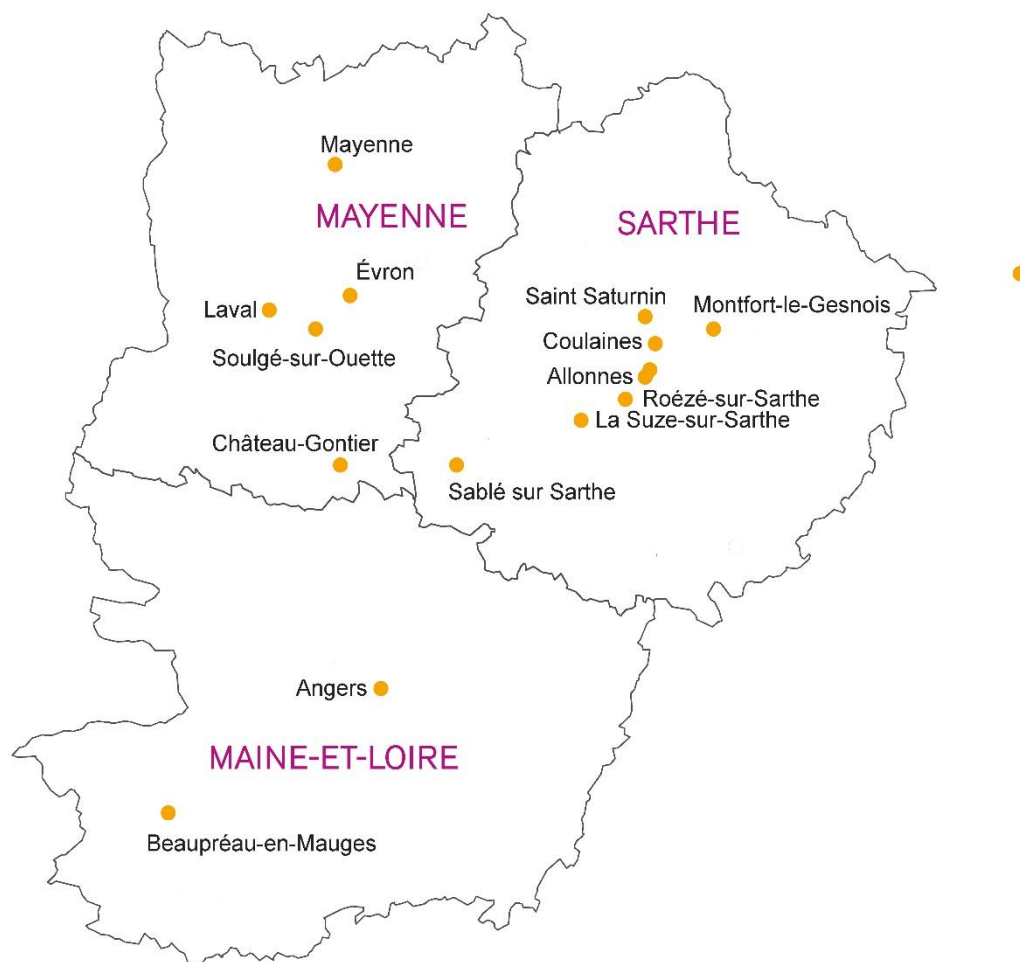 Mayenne
MAYENNE
SARTHE
Évron
Saint Saturnin
Montfort-le-Gesnois
Laval
Coulaines
Soulgé-sur-Ouette
Allonnes
Roézé-sur-Sarthe
La Suze-sur-Sarthe
Château-Gontier
Sablé sur Sarthe
Angers
MAINE-ET-LOIRE
Beaupréau-en-Mauges